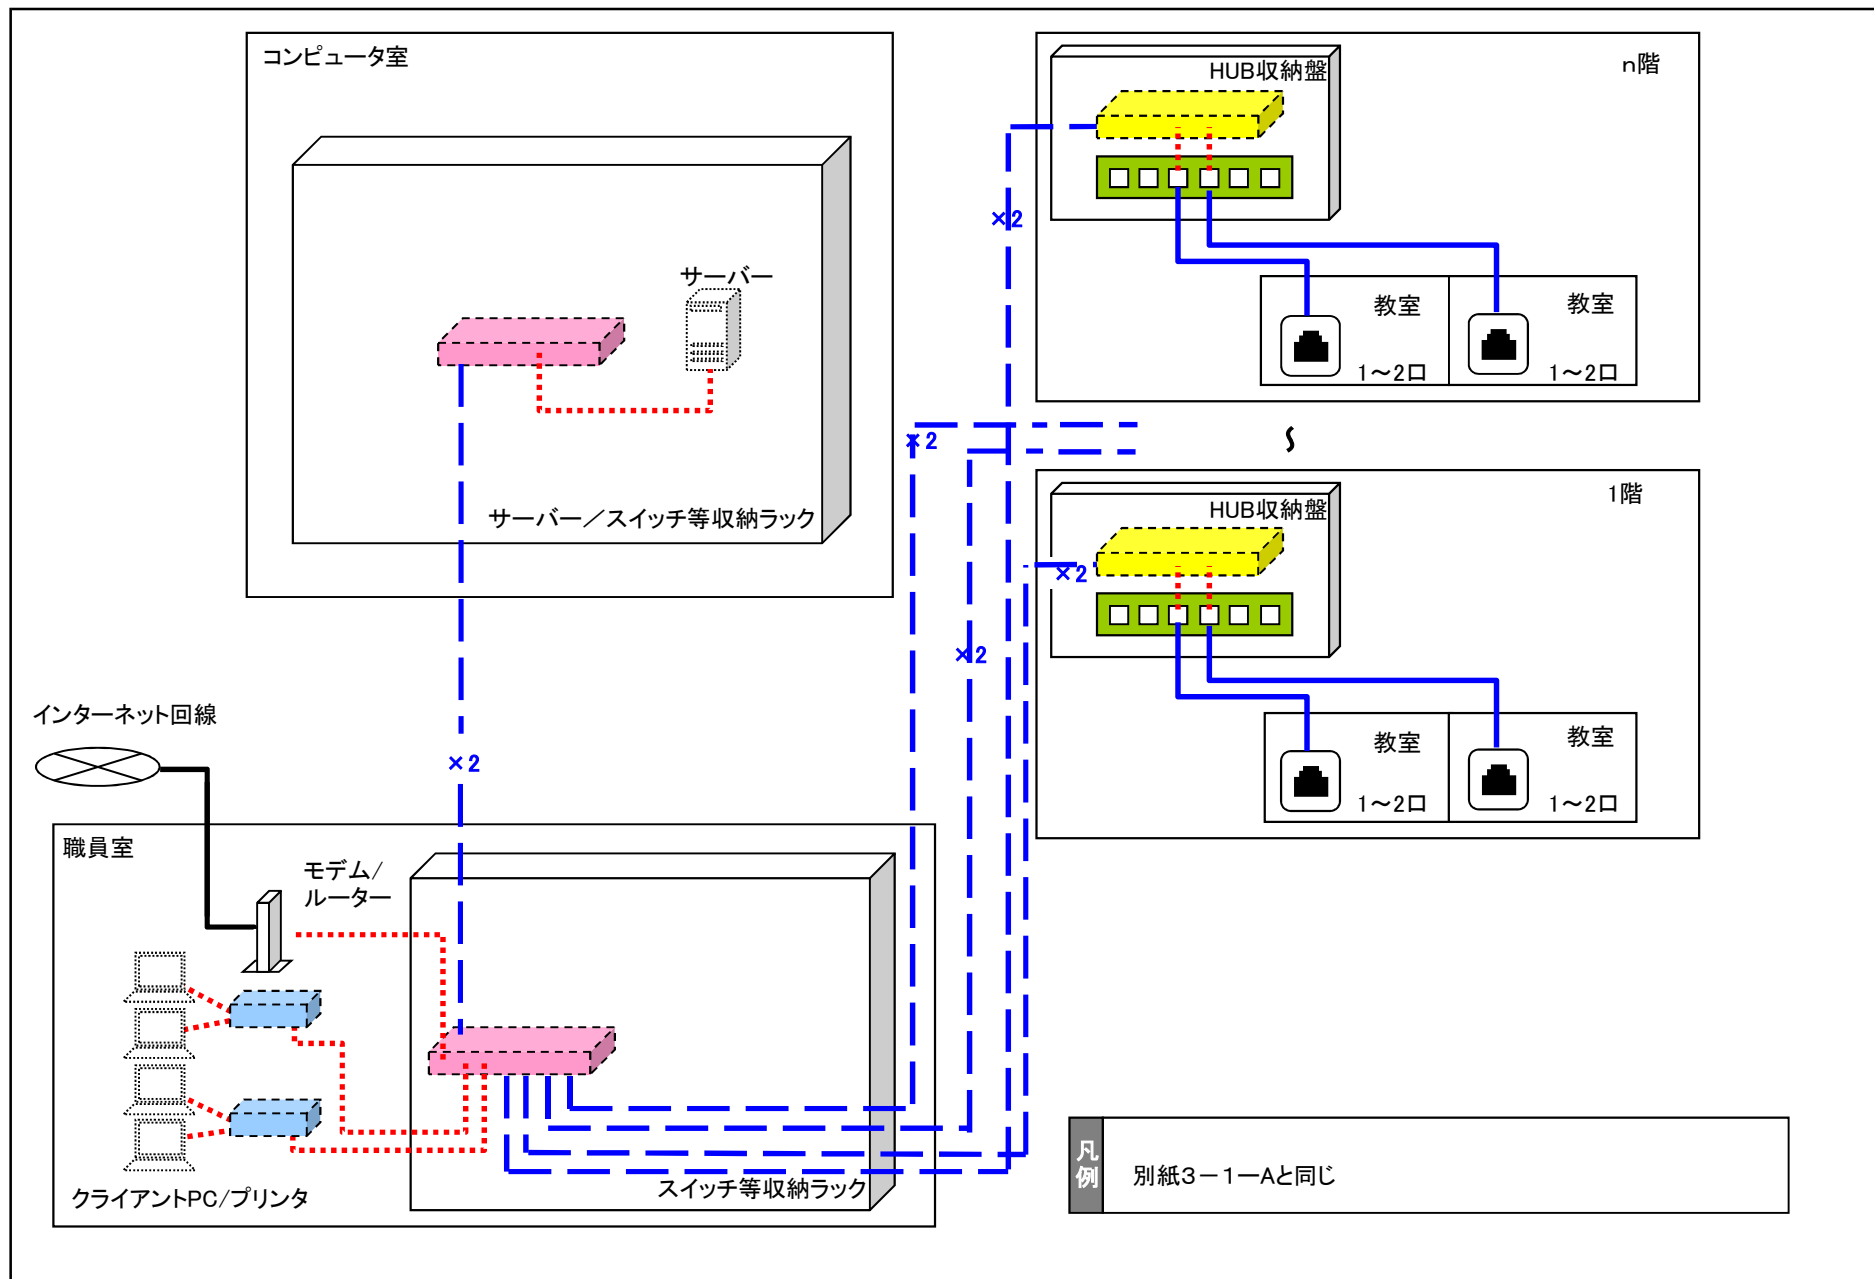 コンピュータ室
サーバー
サーバー／スイッチ等収納ラック
×2
インターネット回線
職員室
モデム/
ルーター
クライアントPC/プリンタ
スイッチ等収納ラック
×2
×2
×2
×2
n階
HUB収納盤
教室
1～2口
教室
1～2口
～
1階
HUB収納盤
教室
1～2口
教室
1～2口
凡例
別紙3－1―Aと同じ